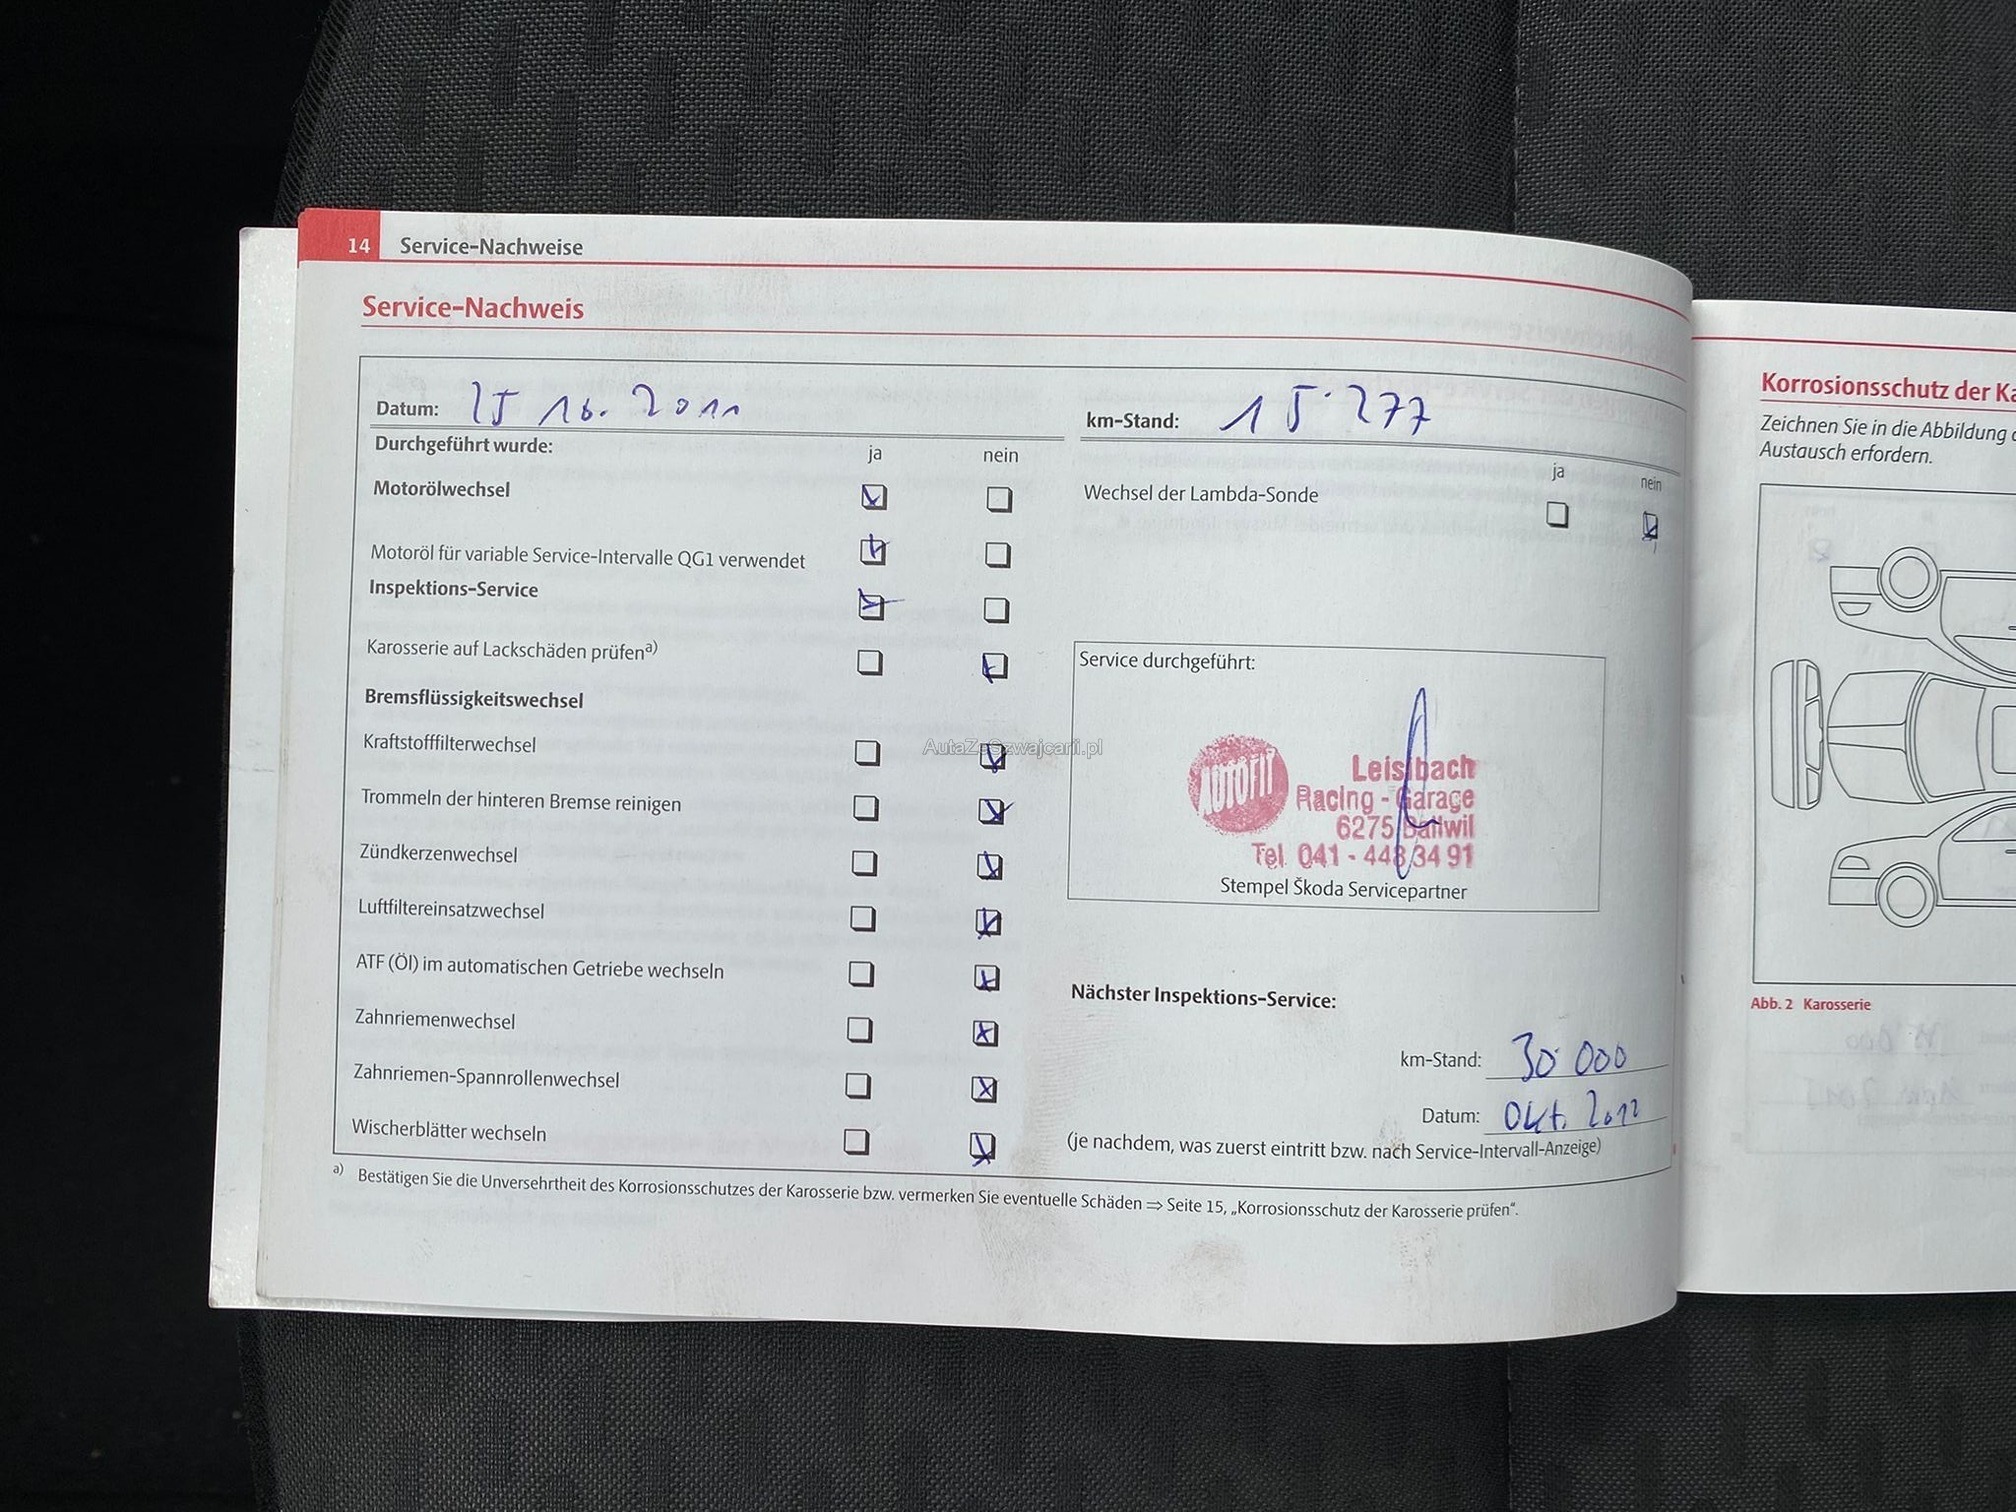 14 Service-Nachweise
Service-Nachweis
Datum: 25 10. 2011
km-Stand: 15.277
Durchgeführt wurde: ja nein
Motorölwechsel
Motoröl für variable Service-Intervalle QG1 verwendet
Inspektions-Service
Karosserie auf Lackschäden prüfen a)
Bremsflüssigkeitswechsel
Kraftstofffilterwechsel
Trommeln der hinteren Bremse reinigen
Zündkerzenwechsel
Luftfiltereinsatzwechsel
ATF (Öl) im automatischen Getriebe wechseln
Zahnriemenwechsel
Zahnriemen-Spannrollenwechsel
Wischerblätter wechseln
ja nein
Wechsel der Lambda-Sonde
Service durchgeführt:
AUTOFIT
Leisibach
Racing - Garage
6275 Ballwil
Tel. 041 - 448 34 91
Stempel Škoda Servicepartner
Nächster Inspektions-Service:
km-Stand: 30 000
Datum: Okt. 2012
(je nachdem, was zuerst eintritt bzw. nach Service-Intervall-Anzeige)
a) Bestätigen Sie die Unversehrtheit des Korrosionsschutzes der Karosserie bzw. vermerken Sie eventuelle Schäden ⇒ Seite 15, „Korrosionsschutz der Karosserie prüfen“.
AutaZeSzwajcarii.pl
Korrosionsschutz der Ka
Zeichnen Sie in die Abbildung
Austausch erfordern.
Abb. 2 Karosserie